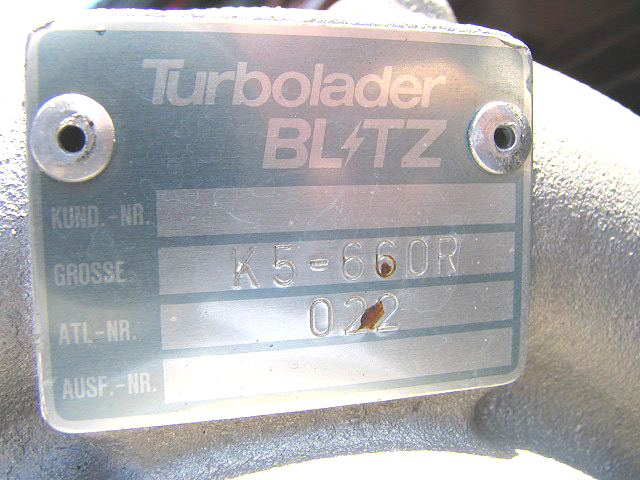 Turbolader
BLITZ
KUND.-NR.
GROSSE K5-660R
ATL-NR. 022
AUSF.-NR.